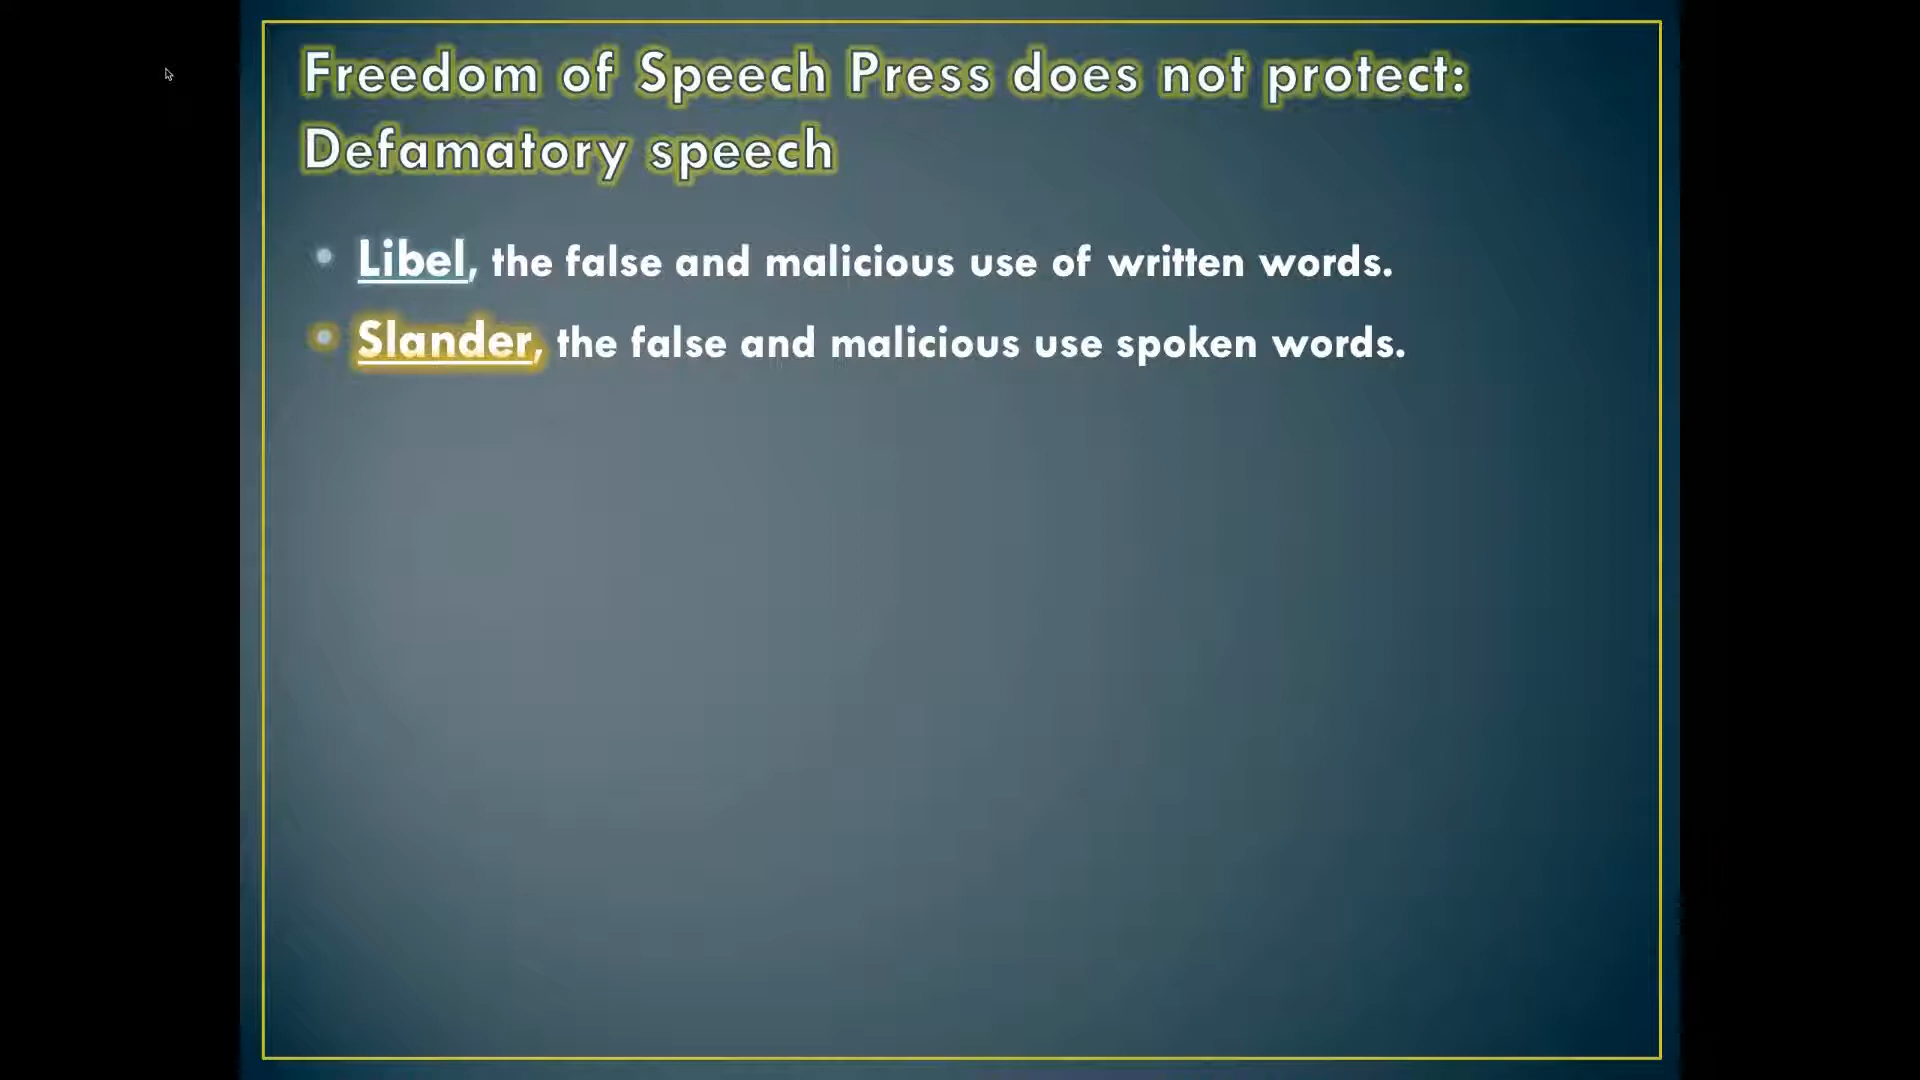 Freedom of Speech Press does not protect:
Defamatory speech
Libel, the false and malicious use of written words.
Slander, the false and malicious use spoken words.